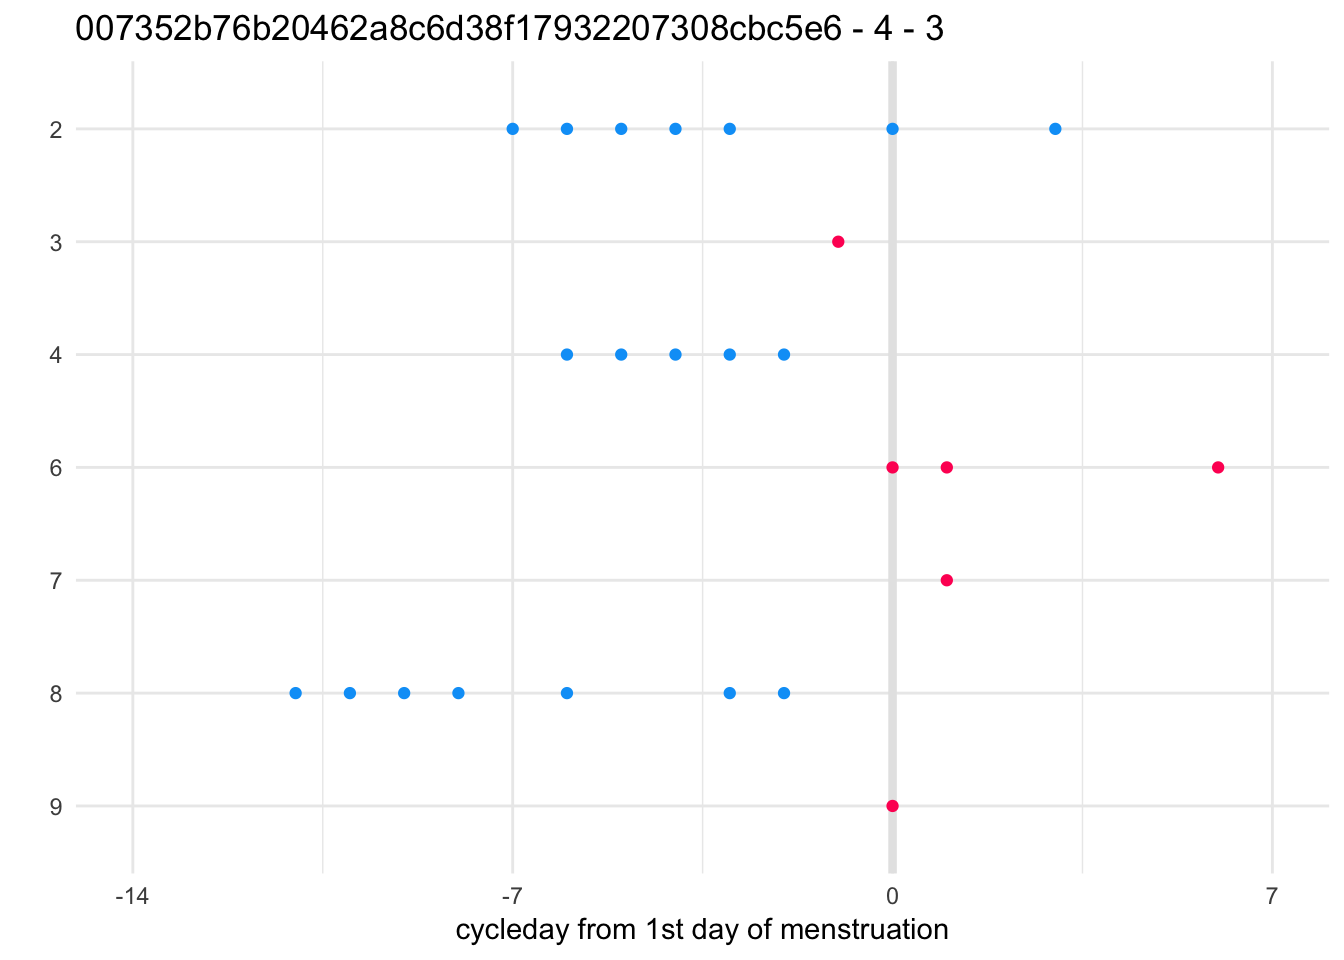 007352b76b20462a8c6d38f17932207308cbc5e6 - 4 - 3
2
3
4
6
7
8
9
-14 -7 0 7
cycleday from 1st day of menstruation